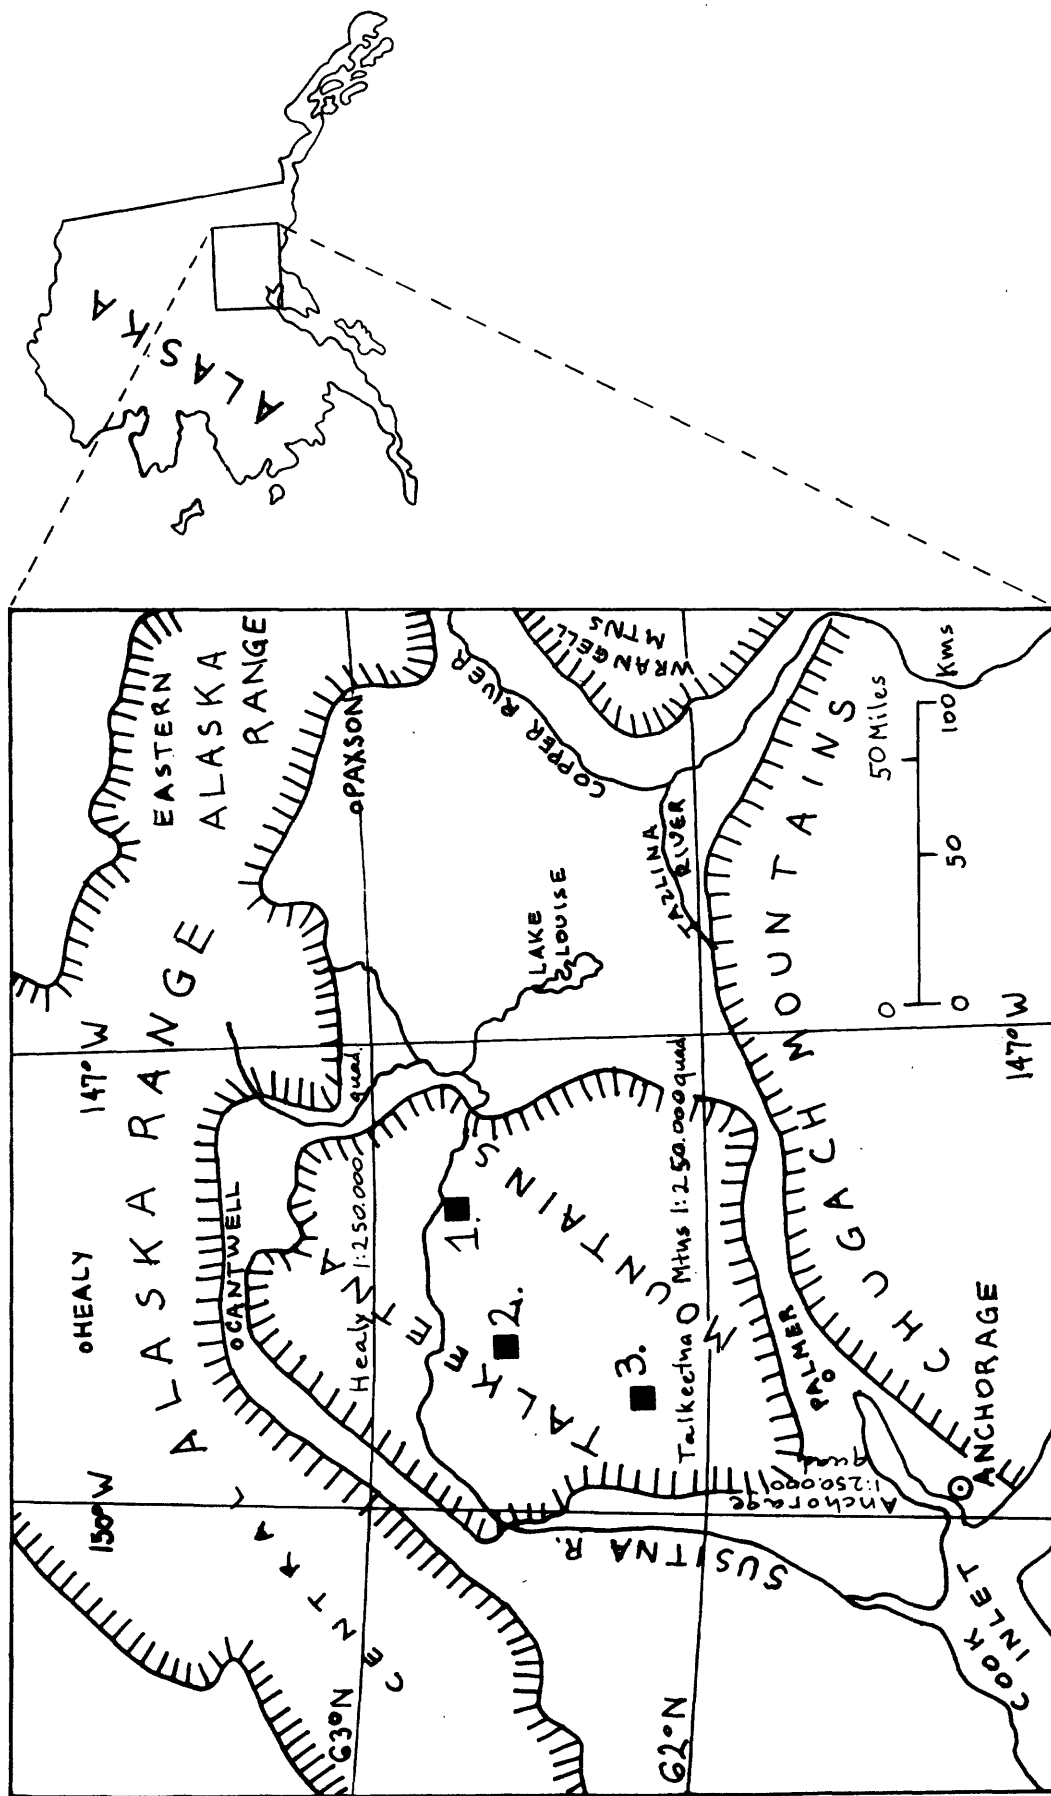 ALASKA
EASTERN
ALASKA
RANGE
147° W
oHEALY
150° W
CENTRAL ALASKA RANGE
oCANTWELL
oPAXSON
63° N
Healy 1:250.000 quad.
COPPER RIVER
WRANGELL
MTNS
LAKE
LOUISE
TALKEETNA MOUNTAINS
1.
2.
3.
TAZLINA
RIVER
62° N
Talkeetna Mtns 1:250.000 quad
SUSITNA R.
Anchorage
1:250.000
quad
PALMER
CHUGACH MOUNTAINS
ANCHORAGE
COOK
INLET
0 50 Miles
0 50 100 Kms
147° W